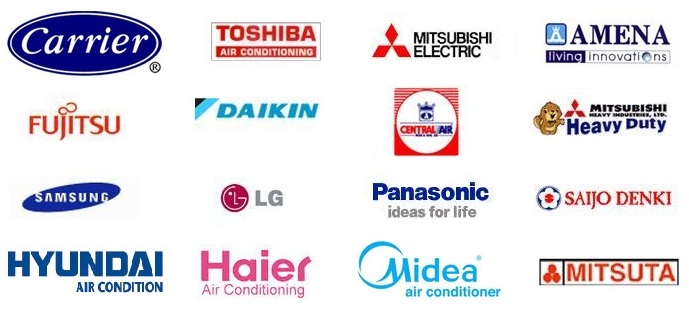 Carrier
®
TOSHIBA
AIR CONDITIONING
MITSUBISHI
ELECTRIC
AMENA
living innovations
FUJITSU
DAIKIN
CENTRAL AIR
MITSUBISHI
HEAVY INDUSTRIES, LTD.
Heavy Duty
SAMSUNG
LG
Panasonic
ideas for life
SAIJO DENKI
HYUNDAI
AIR CONDITION
Haier
Air Conditioning
Midea®
air conditioner
MITSUTA